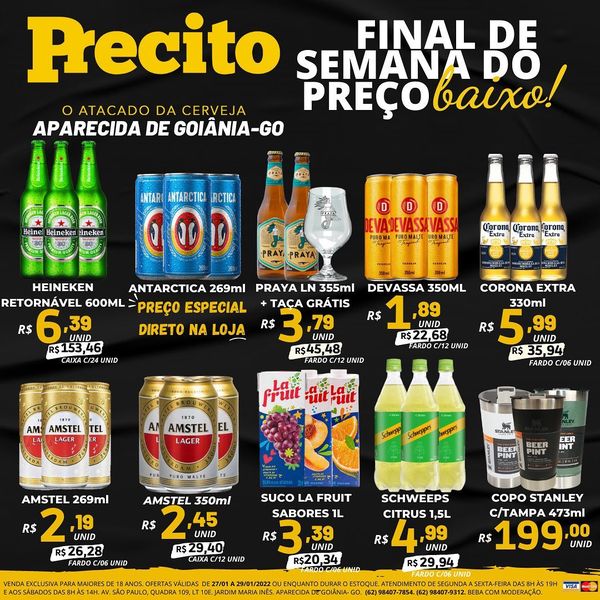 Precito
O ATACADO DA CERVEJA
APARECIDA DE GOIÂNIA-GO
FINAL DE
SEMANA DO
PREÇO baixo!
HEINEKEN
RETORNÁVEL 600ML
R$ 6,39
UNID
R$ 153,46
CAIXA C/24 UNID
ANTARCTICA 269ml
PREÇO ESPECIAL
DIRETO NA LOJA
PRAYA LN 355ml
+ TAÇA GRÁTIS
R$ 3,79
UNID
R$45,48
FARDO C/12 UNID
DEVASSA 350ML
R$ 1,89
UNID
R$ 22,68
FARDO C/12 UNID
CORONA EXTRA
330ml
R$ 5,99
UNID
R$ 35,94
FARDO C/06 UNID
AMSTEL 269ml
R$ 2,19
UNID
R$ 26,28
FARDO C/06 UNID
AMSTEL 350ml
R$ 2,45
UNID
R$ 29,40
CAIXA C/12 UNID
SUCO LA FRUIT
SABORES 1L
R$ 3,39
UNID
R$20,34
FARDO C/06 UNID
SCHWEEPS
CITRUS 1,5L
R$ 4,99
UNID
R$ 29,94
FARDO C/06 UNID
COPO STANLEY
C/TAMPA 473ml
R$ 199,00
UNID
VENDA EXCLUSIVA PARA MAIORES DE 18 ANOS. OFERTAS VÁLIDAS DE 27/01 A 29/01/2022 OU ENQUANTO DURAR O ESTOQUE. ATENDIMENTO DE SEGUNDA A SEXTA-FEIRA DAS 8H ÀS 19H
E AOS SÁBADOS DAS 8H ÀS 14H. AV. SÃO PAULO, QUADRA 109, LT 10E. JARDIM MARIA INÊS. APARECIDA DE GOIÂNIA- GO. (62) 98407-7854. (62) 98407-9312. BEBA COM MODERAÇÃO.
VISA